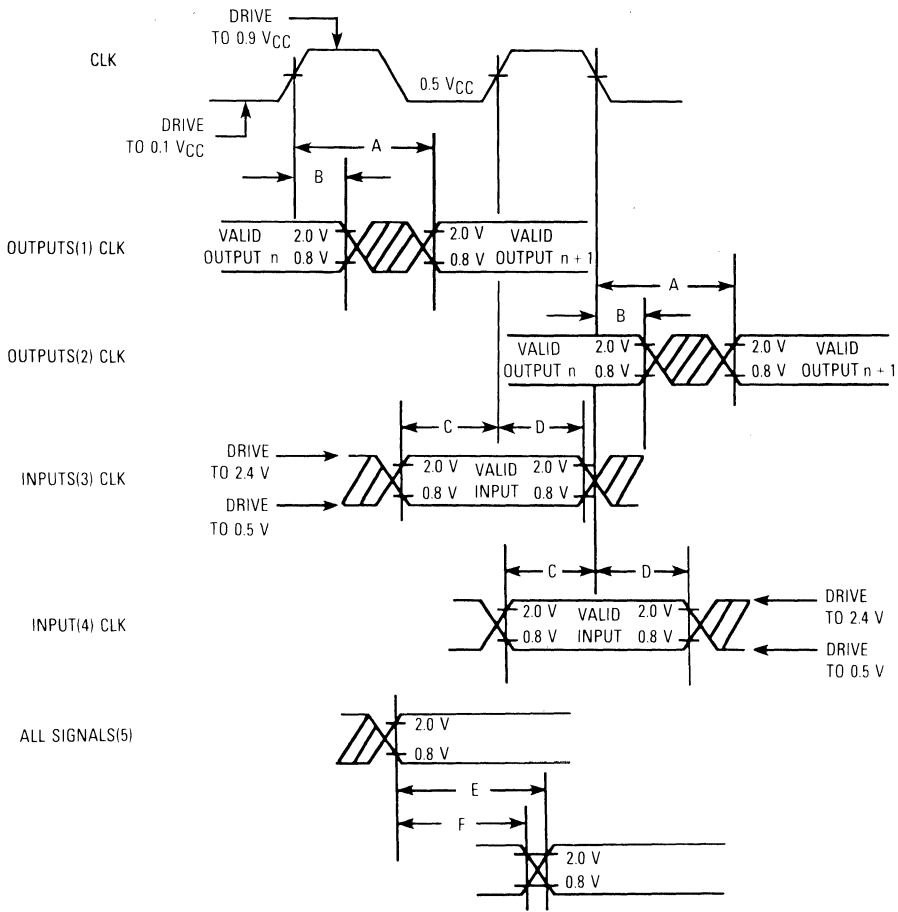 DRIVE
TO 0.9 VCC
CLK
0.5 VCC
DRIVE
TO 0.1 VCC
A
B
OUTPUTS(1) CLK
VALID 2.0 V
OUTPUT n 0.8 V
2.0 V VALID
0.8 V OUTPUT n + 1
A
B
OUTPUTS(2) CLK
VALID 2.0 V
OUTPUT n 0.8 V
2.0 V VALID
0.8 V OUTPUT n + 1
C
D
INPUTS(3) CLK
DRIVE
TO 2.4 V
DRIVE
TO 0.5 V
2.0 V VALID 2.0 V
0.8 V INPUT 0.8 V
C
D
INPUT(4) CLK
2.0 V VALID 2.0 V
0.8 V INPUT 0.8 V
DRIVE
TO 2.4 V
DRIVE
TO 0.5 V
ALL SIGNALS(5)
2.0 V
0.8 V
E
F
2.0 V
0.8 V